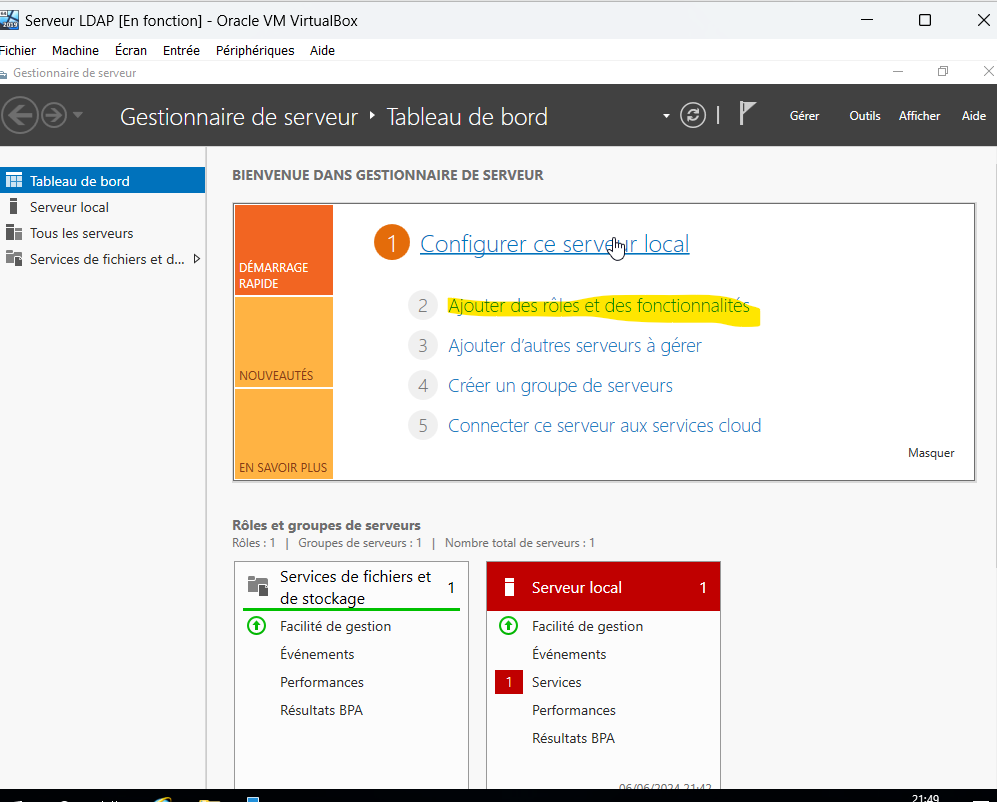 Serveur LDAP [En fonction] - Oracle VM VirtualBox
Fichier Machine Écran Entrée Périphériques Aide
Gestionnaire de serveur
Gestionnaire de serveur Tableau de bord
Gérer Outils Afficher Aide
Tableau de bord
Serveur local
Tous les serveurs
Services de fichiers et d...
BIENVENUE DANS GESTIONNAIRE DE SERVEUR
DÉMARRAGE
RAPIDE
NOUVEAUTÉS
EN SAVOIR PLUS
1 Configurer ce serveur local
2 Ajouter des rôles et des fonctionnalités
3 Ajouter d’autres serveurs à gérer
4 Créer un groupe de serveurs
5 Connecter ce serveur aux services cloud
Masquer
Rôles et groupes de serveurs
Rôles : 1 | Groupes de serveurs : 1 | Nombre total de serveurs : 1
Services de fichiers et
de stockage
1
Facilité de gestion
Événements
Performances
Résultats BPA
Serveur local 1
Facilité de gestion
Événements
1 Services
Performances
Résultats BPA
06/06/2024 21:42
21:49